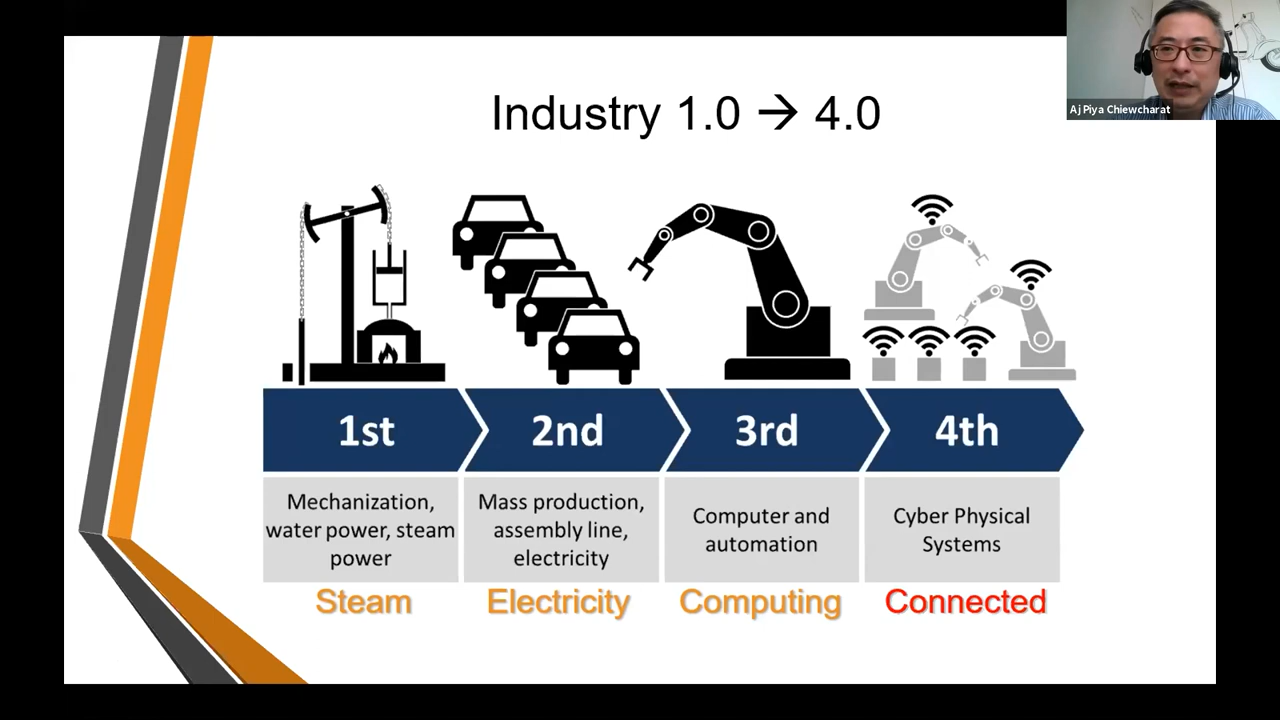 Industry 1.0 → 4.0
Aj Piya Chiewcharat
1st
2nd
3rd
4th
Mechanization,
water power, steam
power
Mass production,
assembly line,
electricity
Computer and
automation
Cyber Physical
Systems
Steam
Electricity
Computing
Connected